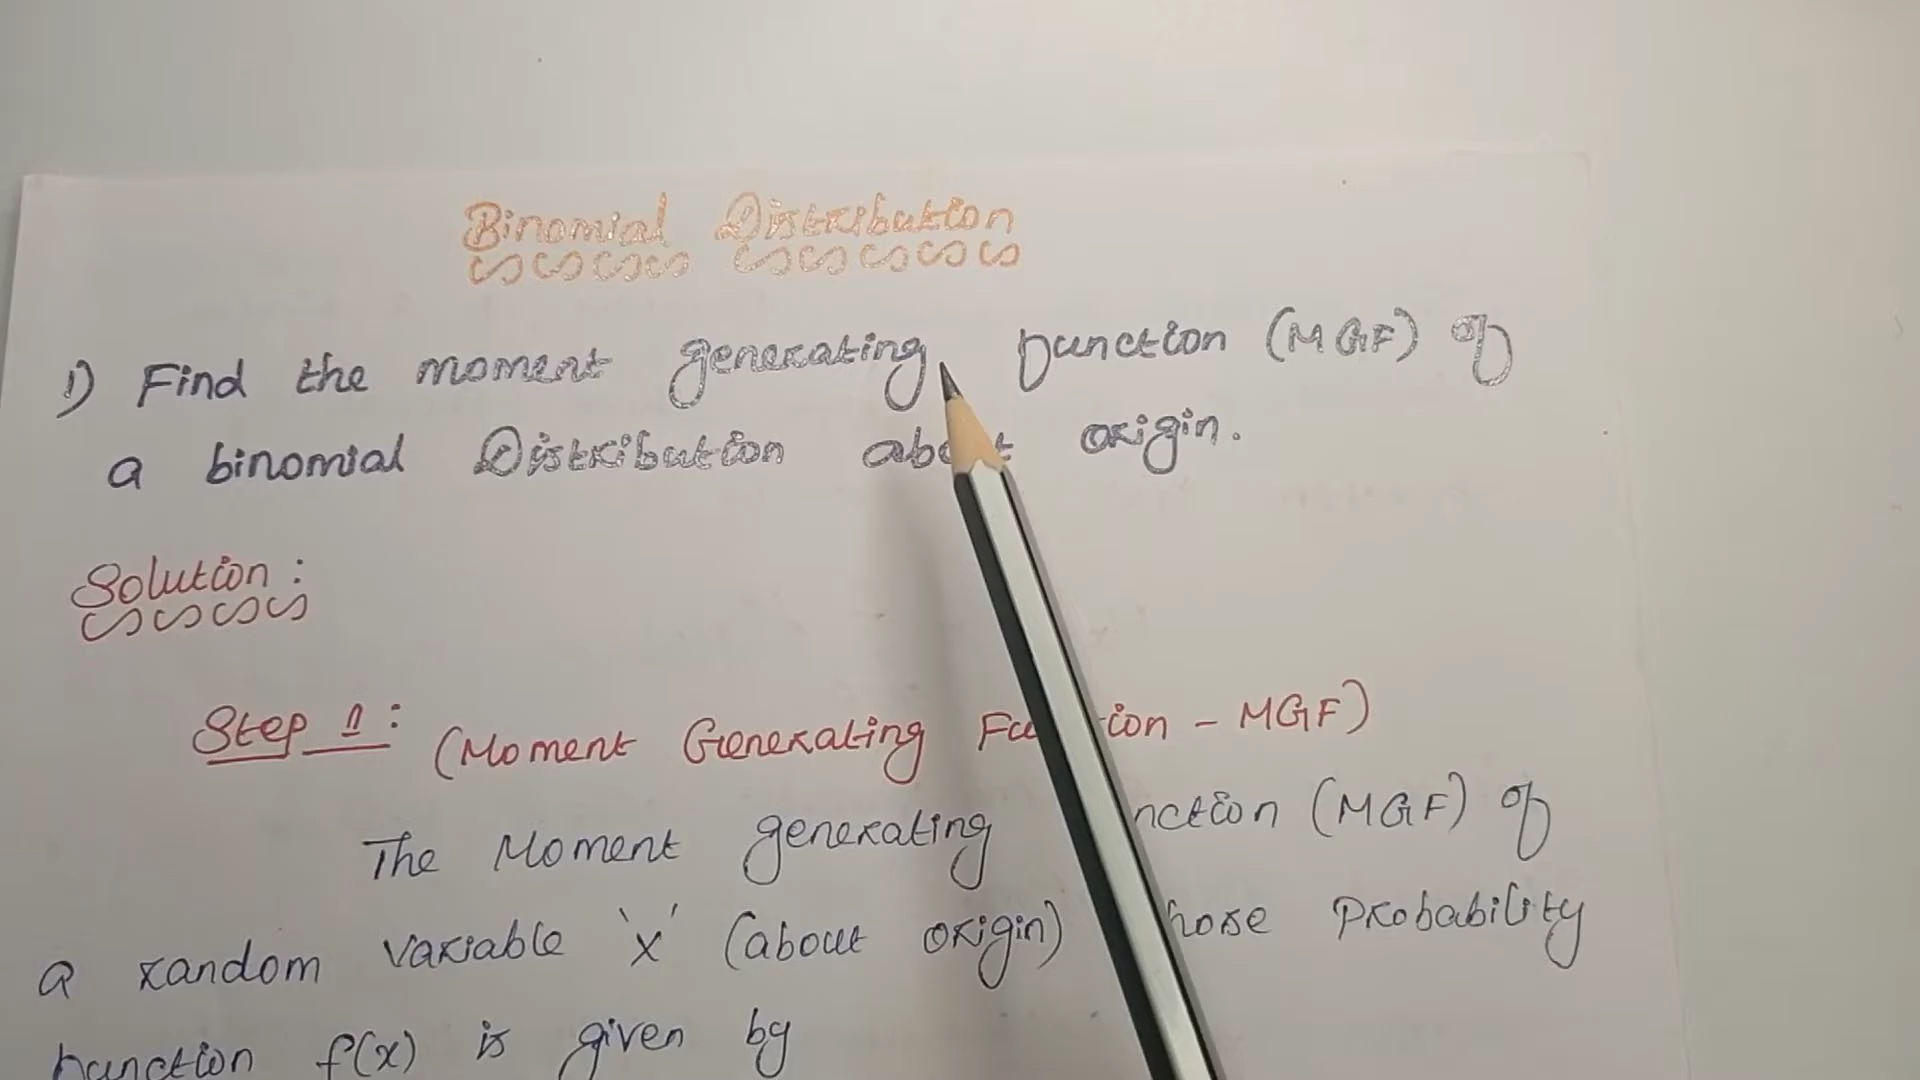 Binomial Distribution
1) Find the moment generating function (MGF) of
a binomial Distribution about origin.
Solution:
Step 1: (Moment Generating Function - MGF)
The Moment generating function (MGF) of
a random variable 'x' (about origin) whose Probability
function f(x) is given by